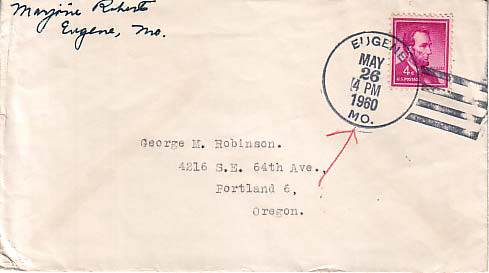 Marjorie Roberts
Eugene, Mo.
EUGENE
MAY
26
4 PM
1960
MO.
4¢
U.S. POSTAGE
George M. Robinson.
4216 S.E. 64th Ave.,
Portland 6,
Oregon.